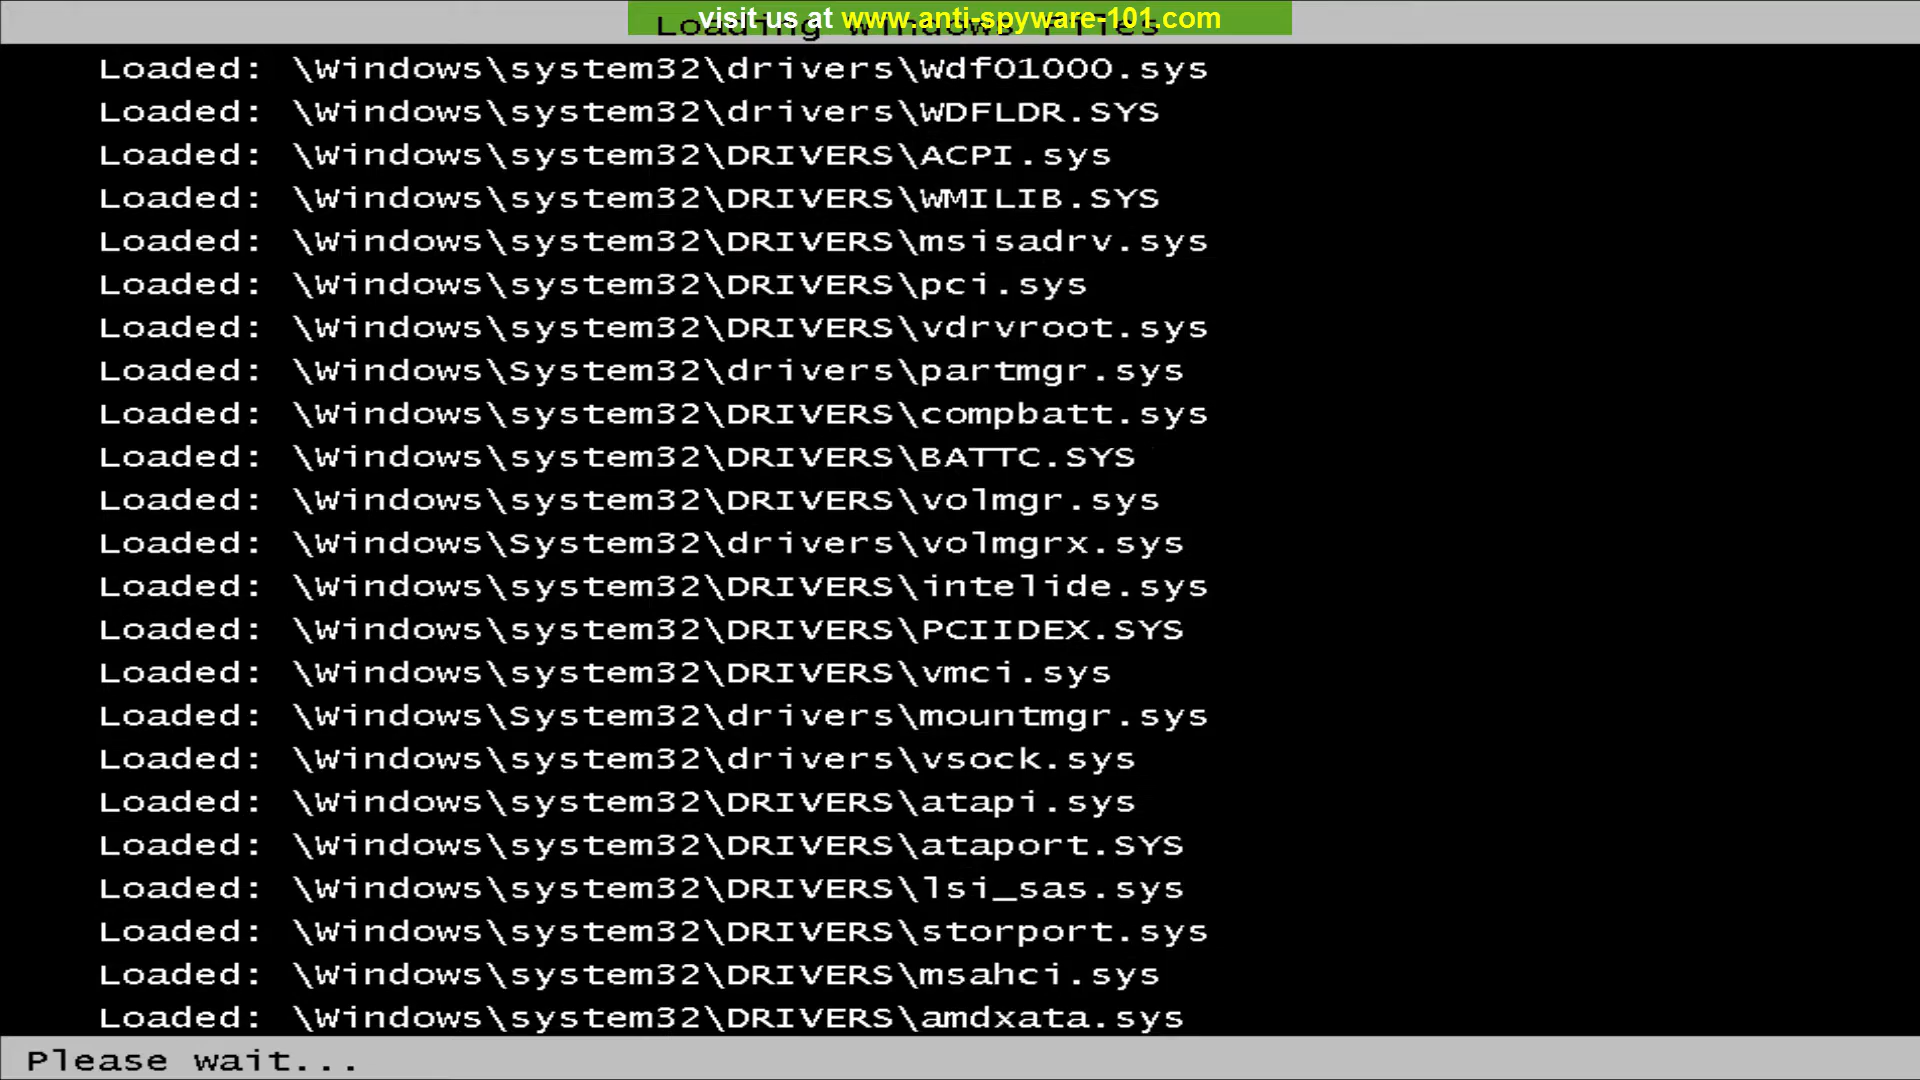 visit us at www.anti-spyware-101.com
Loading Windows Files
Loaded: \Windows\system32\drivers\Wdf01000.sys
Loaded: \Windows\system32\drivers\WDFLDR.SYS
Loaded: \Windows\system32\DRIVERS\ACPI.sys
Loaded: \Windows\system32\DRIVERS\WMILIB.SYS
Loaded: \Windows\system32\DRIVERS\msisadrv.sys
Loaded: \Windows\system32\DRIVERS\pci.sys
Loaded: \Windows\system32\DRIVERS\vdrvroot.sys
Loaded: \Windows\System32\drivers\partmgr.sys
Loaded: \Windows\system32\DRIVERS\compbatt.sys
Loaded: \Windows\system32\DRIVERS\BATTC.SYS
Loaded: \Windows\system32\DRIVERS\volmgr.sys
Loaded: \Windows\System32\drivers\volmgrx.sys
Loaded: \Windows\system32\DRIVERS\intelide.sys
Loaded: \Windows\system32\DRIVERS\PCIIDEX.SYS
Loaded: \Windows\system32\DRIVERS\vmci.sys
Loaded: \Windows\System32\drivers\mountmgr.sys
Loaded: \Windows\system32\drivers\vsock.sys
Loaded: \Windows\system32\DRIVERS\atapi.sys
Loaded: \Windows\system32\DRIVERS\ataport.SYS
Loaded: \Windows\system32\DRIVERS\lsi_sas.sys
Loaded: \Windows\system32\DRIVERS\storport.sys
Loaded: \Windows\system32\DRIVERS\msahci.sys
Loaded: \Windows\system32\DRIVERS\amdxata.sys
Please wait...